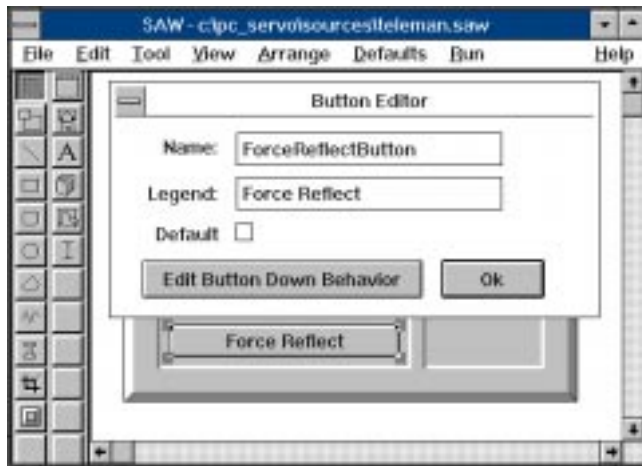 SAW - c:\pc_servo\sources\teleman.saw
File Edit Tool View Arrange Defaults Run Help
Button Editor
Name: ForceReflectButton
Legend: Force Reflect
Default
Edit Button Down Behavior Ok
Force Reflect
A